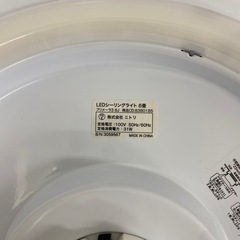 LEDシーリングライト 6畳
株式会社 ニトリ
定格電圧：100V 50Hz/60Hz
定格消費電力：31W
MADE IN CHINA